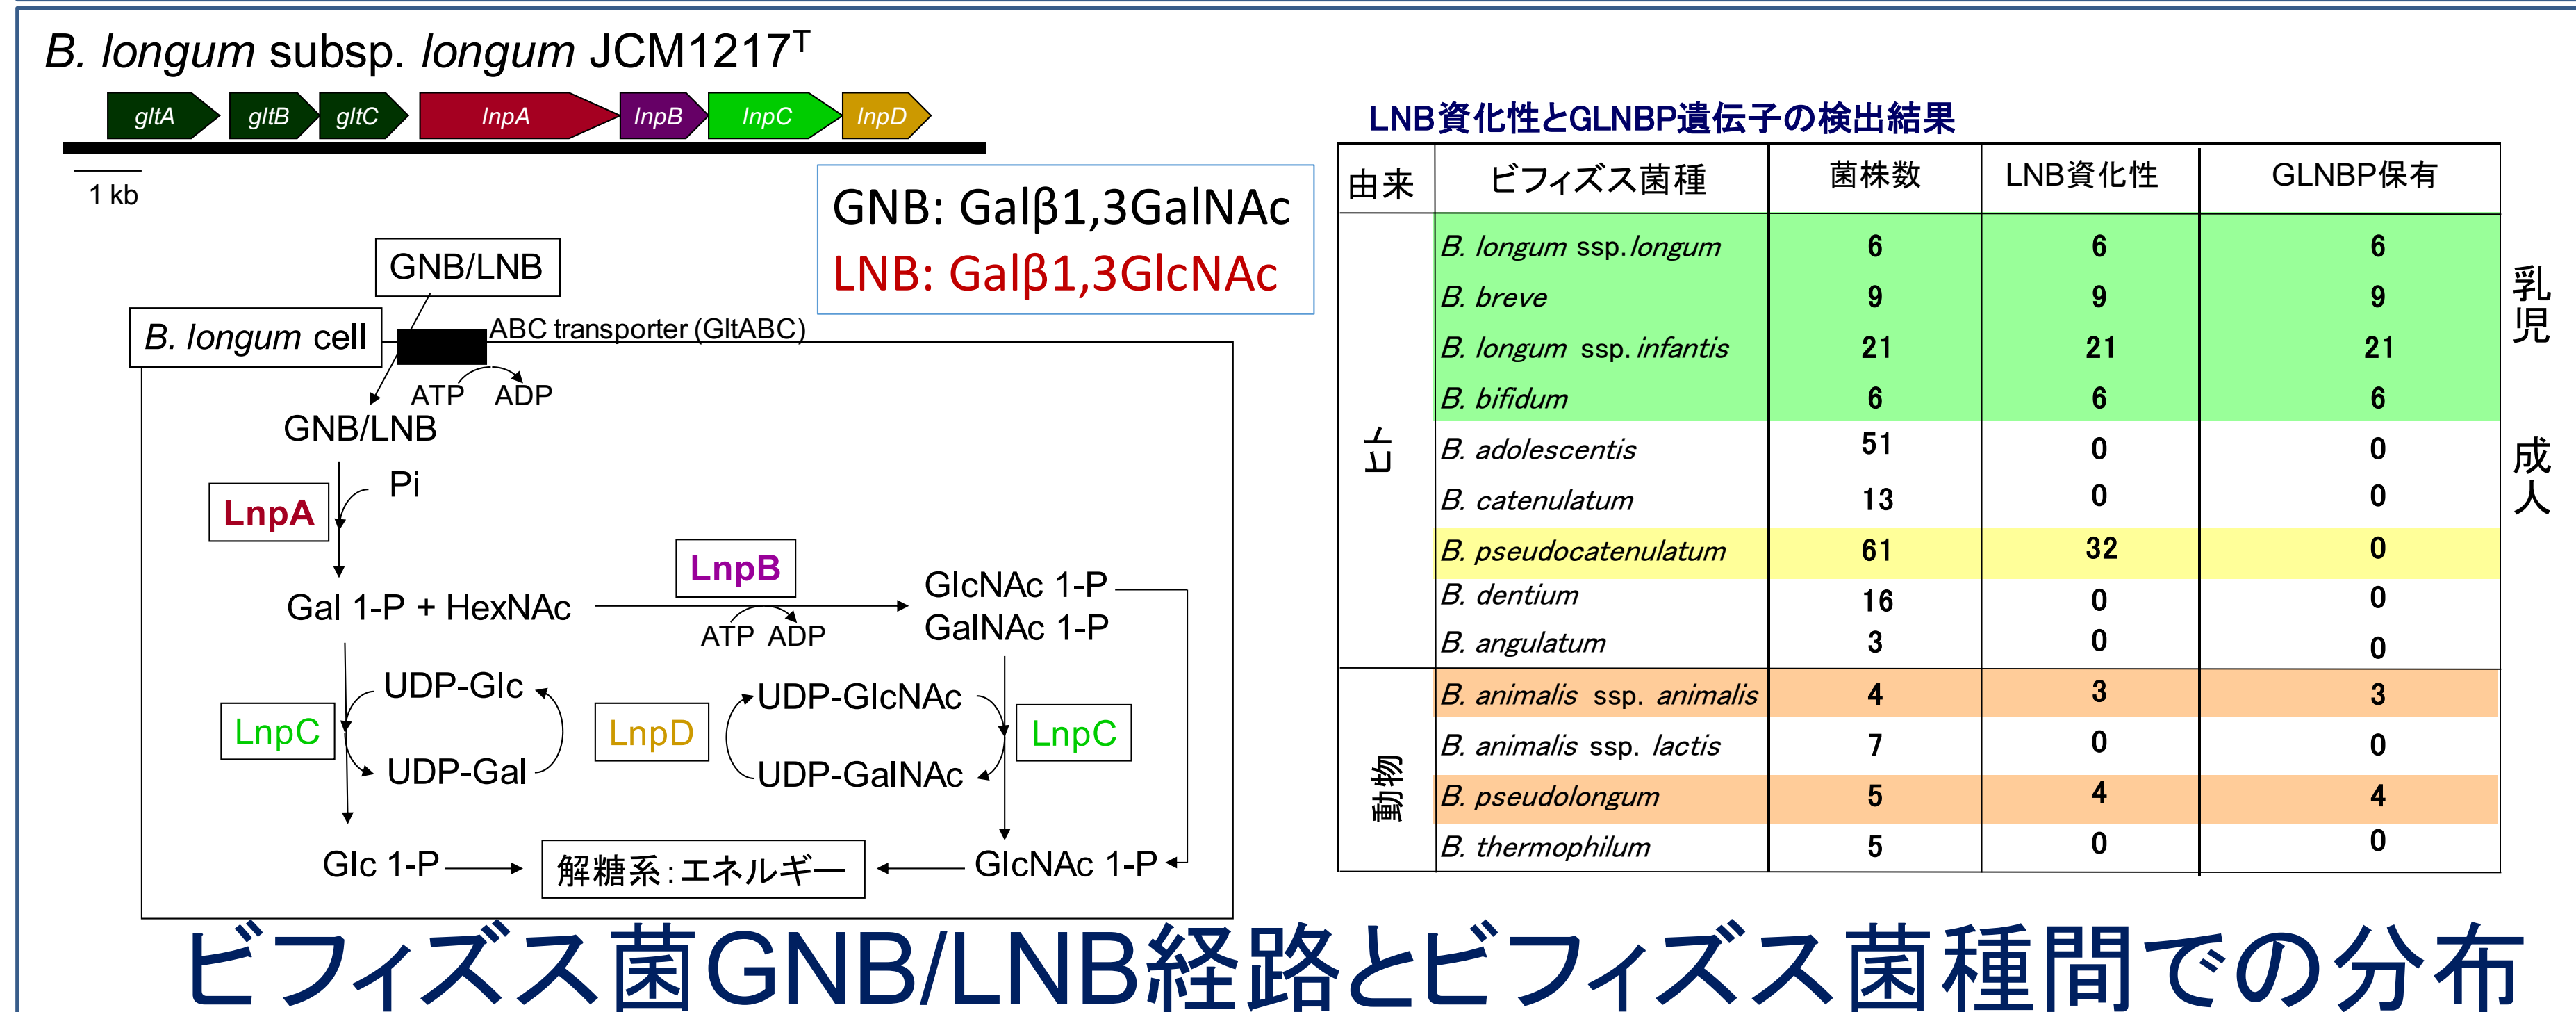 B. longum subsp. longum JCM1217T
gltA gltB gltC lnpA lnpB lnpC lnpD
1 kb
GNB: Galβ1,3GalNAc
LNB: Galβ1,3GlcNAc
GNB/LNB
B. longum cell
ABC transporter (GltABC)
ATP ADP
GNB/LNB
Pi
LnpA
LnpB
Gal 1-P + HexNAc
ATP ADP
GlcNAc 1-P
GalNAc 1-P
UDP-Glc
UDP-GlcNAc
LnpC
LnpD
LnpC
UDP-Gal
UDP-GalNAc
Glc 1-P
解糖系:エネルギー
GlcNAc 1-P
LNB資化性とGLNBP遺伝子の検出結果
由来 ビフィズス菌種 菌株数 LNB資化性 GLNBP保有
ヒト
B. longum ssp. longum 6 6 6
B. breve 9 9 9
B. longum ssp. infantis 21 21 21
B. bifidum 6 6 6
B. adolescentis 51 0 0
B. catenulatum 13 0 0
B. pseudocatenulatum 61 32 0
B. dentium 16 0 0
B. angulatum 3 0 0
動物
B. animalis ssp. animalis 4 3 3
B. animalis ssp. lactis 7 0 0
B. pseudolongum 5 4 4
B. thermophilum 5 0 0
乳児
成人
ビフィズス菌GNB/LNB経路とビフィズス菌種間での分布